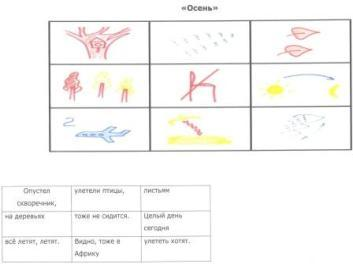 «Осень»
2
Опустел
скворечник,
улетели птицы,
листьям
на деревьях
тоже не сидится.
Целый день
сегодня
всё летят, летят.
Видно, тоже в
Африку
улететь хотят.